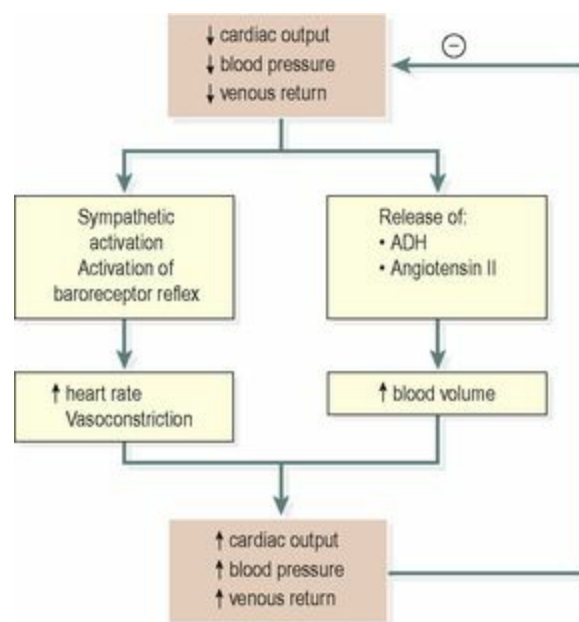 ↓ cardiac output
↓ blood pressure
↓ venous return
−
Sympathetic
activation
Activation of
baroreceptor reflex
Release of:
• ADH
• Angiotensin II
↑ heart rate
Vasoconstriction
↑ blood volume
↑ cardiac output
↑ blood pressure
↑ venous return